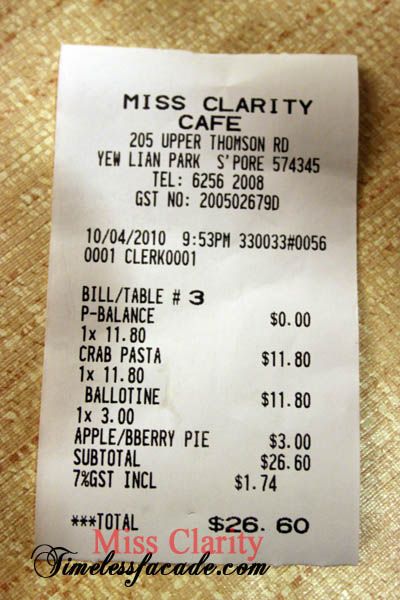 MISS CLARITY
CAFE
205 UPPER THOMSON RD
YEW LIAN PARK S'PORE 574345
TEL: 6256 2008
GST NO: 200502679D
10/04/2010 9:53PM 330033#0056
0001 CLERK0001
BILL/TABLE # 3
P-BALANCE $0.00
1x 11.80
CRAB PASTA $11.80
1x 11.80
BALLOTINE $11.80
1x 3.00
APPLE/BBERRY PIE $3.00
SUBTOTAL $26.60
7%GST INCL $1.74
***TOTAL $26.60
Miss Clarity
Timelessfacade.com